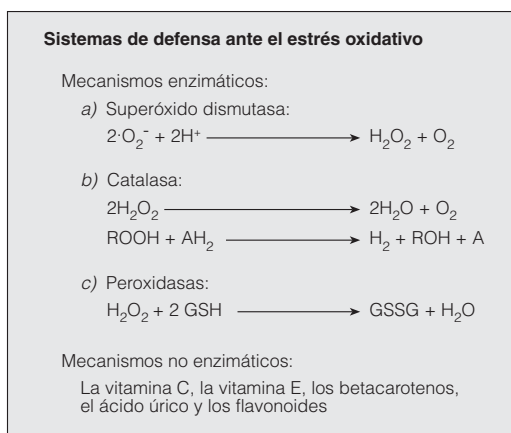 Sistemas de defensa ante el estrés oxidativo
Mecanismos enzimáticos:
a) Superóxido dismutasa:
2·O₂⁻ + 2H⁺ ⟶ H₂O₂ + O₂
b) Catalasa:
2H₂O₂ ⟶ 2H₂O + O₂
ROOH + AH₂ ⟶ H₂ + ROH + A
c) Peroxidasas:
H₂O₂ + 2 GSH ⟶ GSSG + H₂O
Mecanismos no enzimáticos:
La vitamina C, la vitamina E, los betacarotenos,
el ácido úrico y los flavonoides